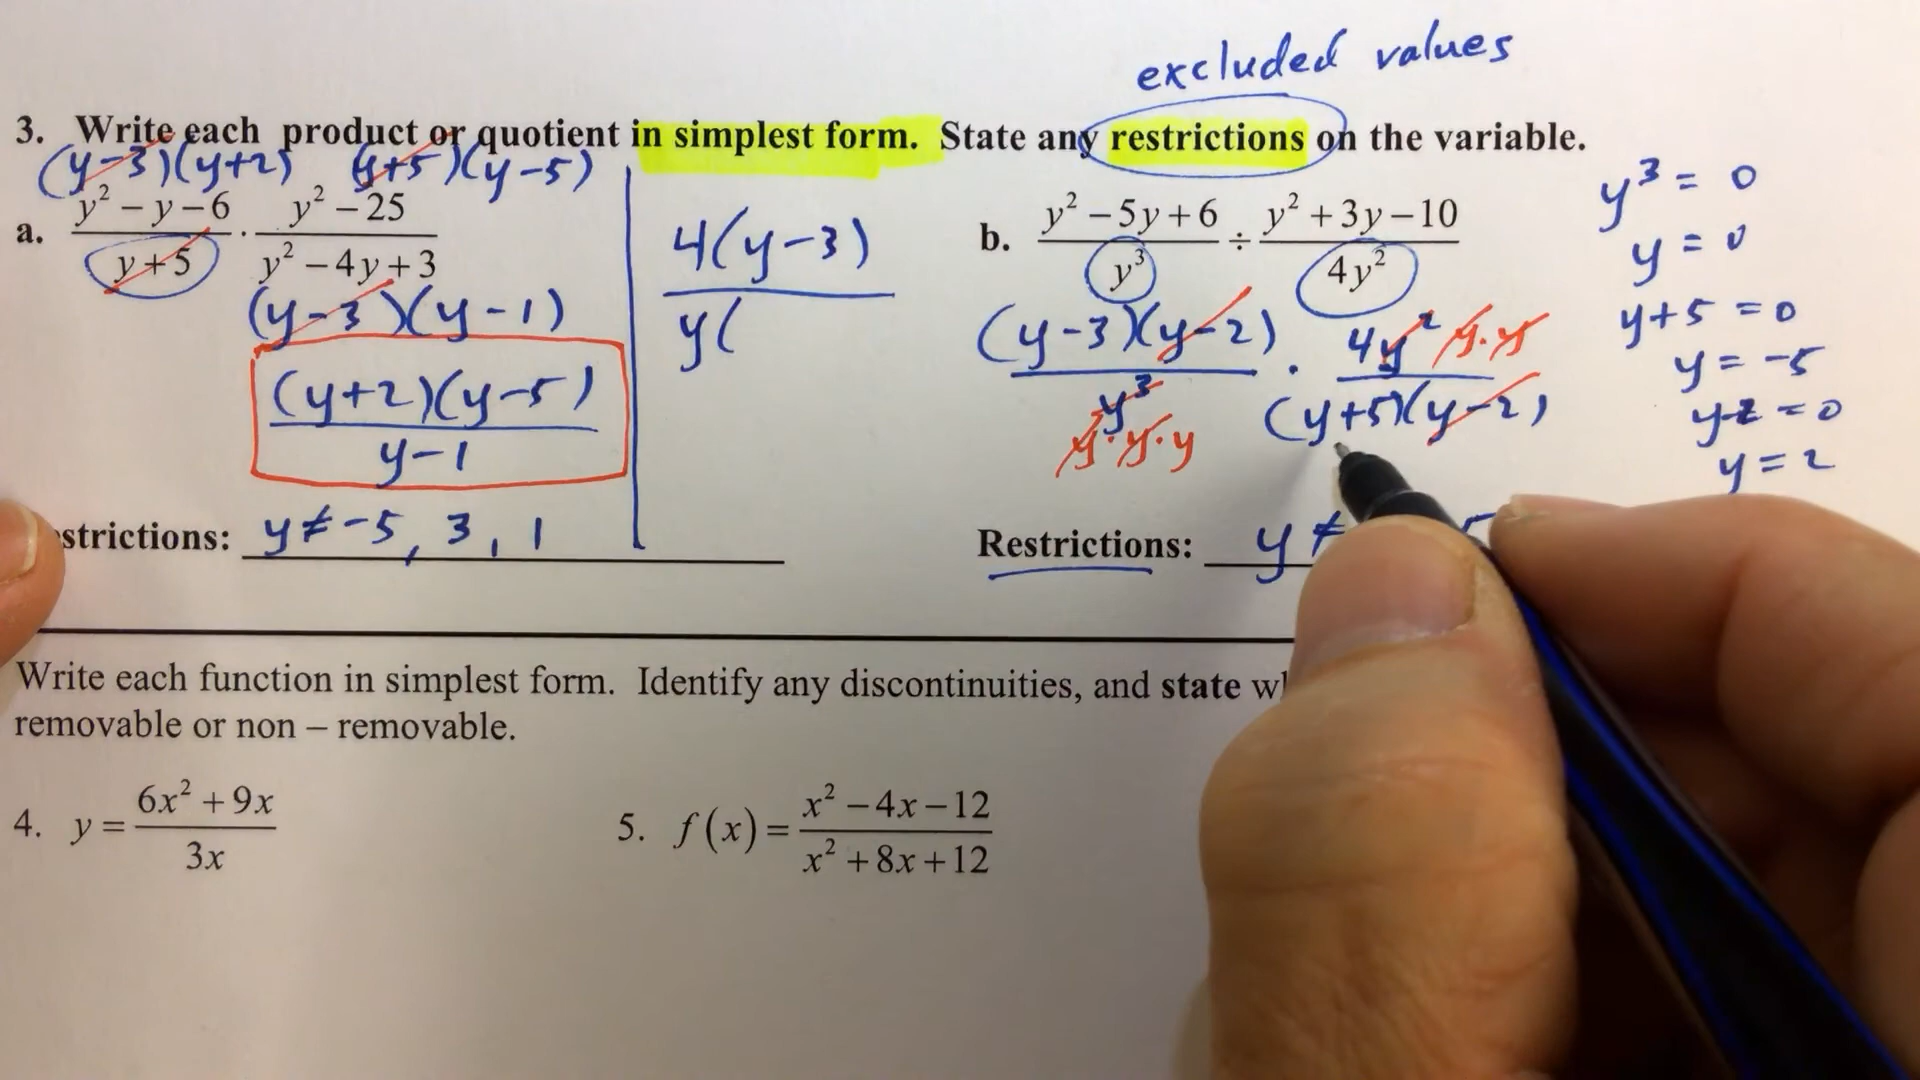 excluded values
3. Write each product or quotient in simplest form. State any restrictions on the variable.
(y-3)(y+2) (y+5)(y-5)
a. y² − y − 6 / y + 5 · y² − 25 / y² − 4y + 3
(y-3)(y-1)
(y+2)(y-5)
y-1
strictions: y ≠ -5, 3, 1
4(y-3)
y(
b. y² − 5y + 6 / y³ ÷ y² + 3y − 10 / 4y²
(y-3)(y-2) · 4y² y·y
y³ (y+5)(y-2)
y·y·y
Restrictions: y ≠
y³ = 0
y = 0
y+5 = 0
y = -5
y-2 = 0
y = 2
Write each function in simplest form. Identify any discontinuities, and state
removable or non – removable.
4. y = 6x² + 9x / 3x
5. f(x) = x² − 4x − 12 / x² + 8x + 12